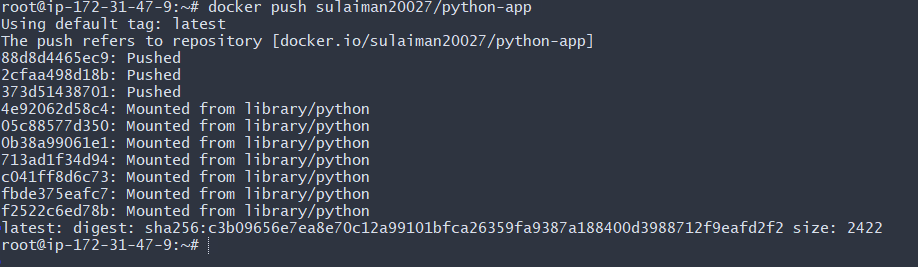 root@ip-172-31-47-9:~# docker push sulaiman20027/python-app
Using default tag: latest
The push refers to repository [docker.io/sulaiman20027/python-app]
88d8d4465ec9: Pushed
2cfaa498d18b: Pushed
373d51438701: Pushed
4e92062d58c4: Mounted from library/python
05c88577d350: Mounted from library/python
0b38a99061e1: Mounted from library/python
713ad1f34d94: Mounted from library/python
c041ff8d6c73: Mounted from library/python
fbde375eafc7: Mounted from library/python
f2522c6ed78b: Mounted from library/python
latest: digest: sha256:c3b09656e7ea8e70c12a99101bfca26359fa9387a188400d3988712f9eafd2f2 size: 2422
root@ip-172-31-47-9:~#